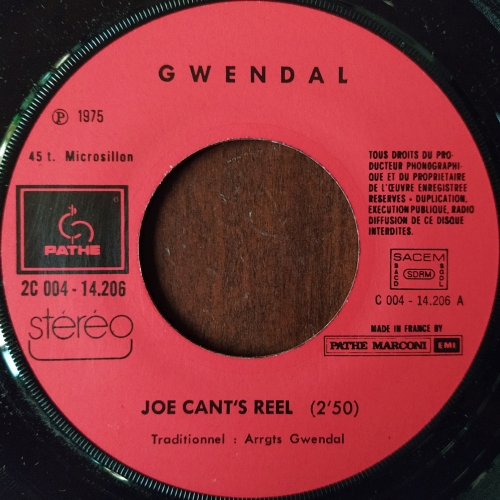 GWENDAL
Ⓟ 1975
45 t. Microsillon
PATHE
2C 004 - 14.206
stéréo
TOUS DROITS DU PRO-
DUCTEUR PHONOGRAPHI-
QUE ET DU PROPRIETAIRE
DE L'ŒUVRE ENREGISTREE
RESERVES - DUPLICATION,
EXECUTION PUBLIQUE, RADIO
DIFFUSION DE CE DISQUE
INTERDITES.
SACEM
SACD SDRM SGDL
C 004 - 14.206 A
MADE IN FRANCE BY
PATHE MARCONI EMI
JOE CANT'S REEL (2'50)
Traditionnel : Arrgts Gwendal